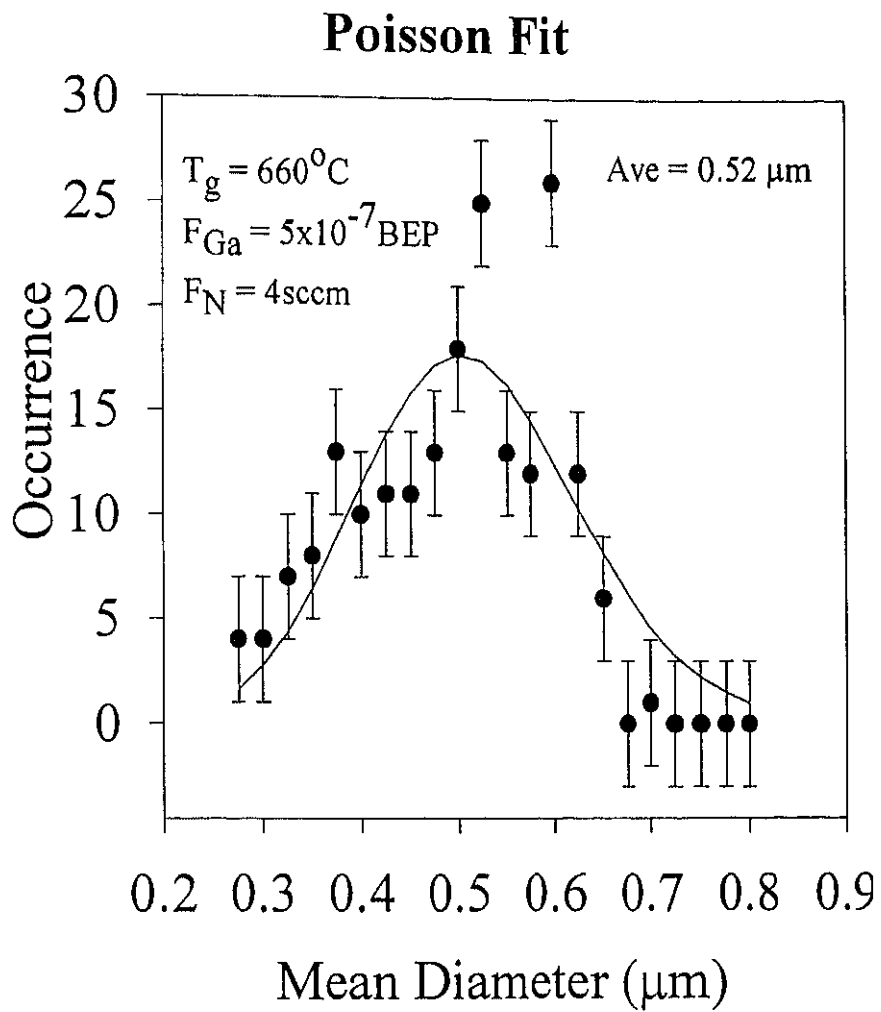 Poisson Fit
T_g = 660°C
F_Ga = 5x10^-7 BEP
F_N = 4sccm
Ave = 0.52 μm
30
25
20
15
10
5
0
Occurrence
0.2 0.3 0.4 0.5 0.6 0.7 0.8 0.9
Mean Diameter (μm)